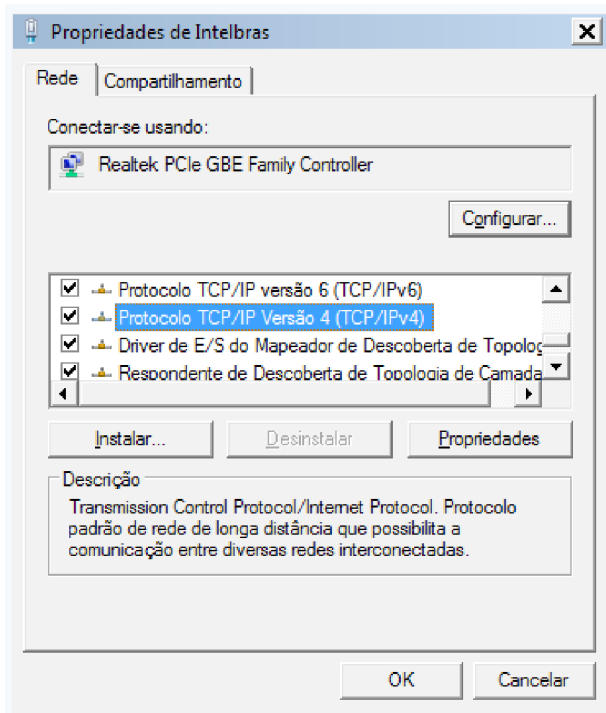 Propriedades de Intelbras
Rede
Compartilhamento
Conectar-se usando:
Realtek PCIe GBE Family Controller
Configurar...
Protocolo TCP/IP versão 6 (TCP/IPv6)
Protocolo TCP/IP Versão 4 (TCP/IPv4)
Driver de E/S do Mapeador de Descoberta de Topolog
Respondente de Descoberta de Topologia de Camada
Instalar...
Desinstalar
Propriedades
Descrição
Transmission Control Protocol/Internet Protocol. Protocolo
padrão de rede de longa distância que possibilita a
comunicação entre diversas redes interconectadas.
OK
Cancelar